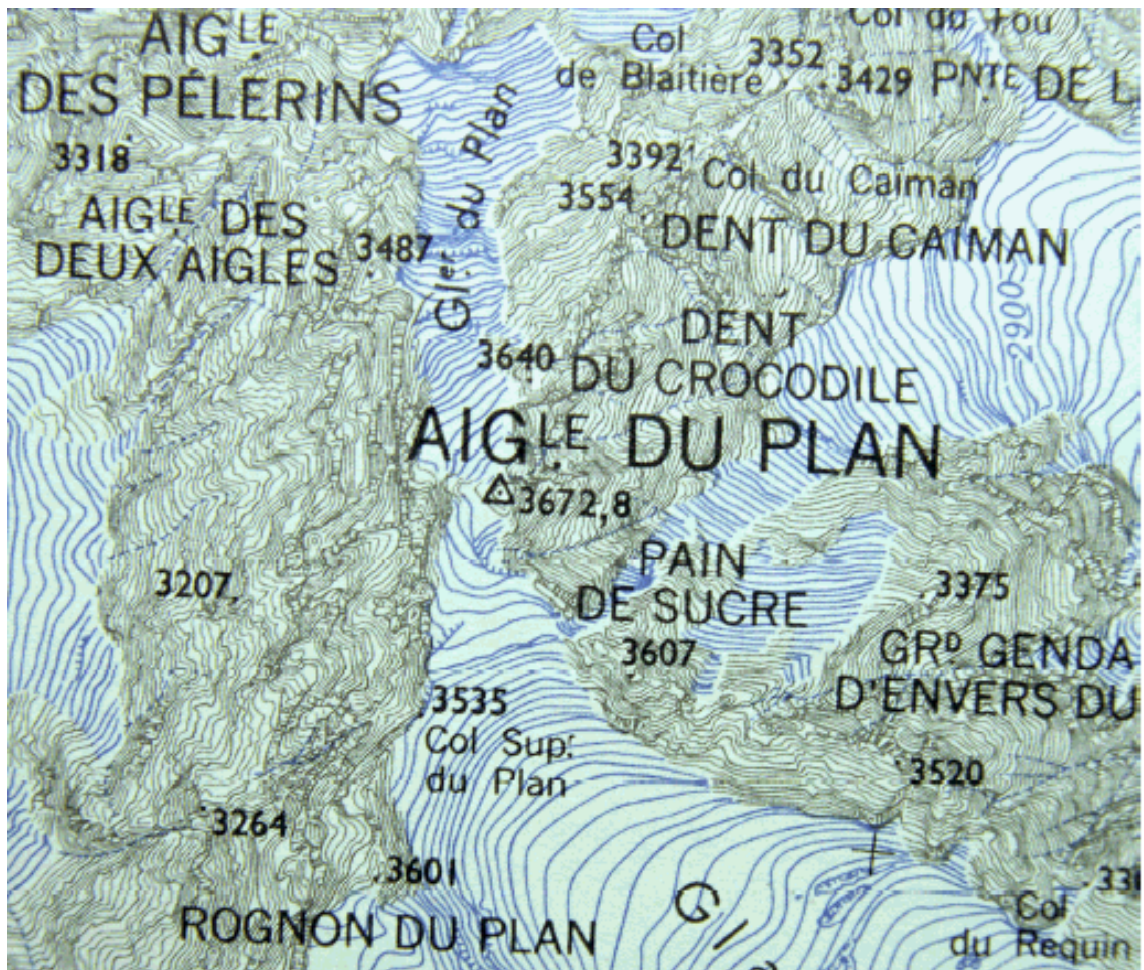 Col du Fou
AIGLE
DES PÉLERINS
Col
de Blaitière
3352
3429
PNTE DE L
3318
3392
Col du Caiman
3554
AIGLE DES
DEUX AIGLES
3487
Gler du Plan
DENT DU CAIMAN
2900
DENT
DU CROCODILE
3640
AIGLE DU PLAN
3672,8
PAIN
DE SUCRE
3207
3375
3607
GRD GENDA
D'ENVERS DU
3535
Col Sup.
du Plan
3520
3264
3601
Gl
ROGNON DU PLAN
Col
du Requin